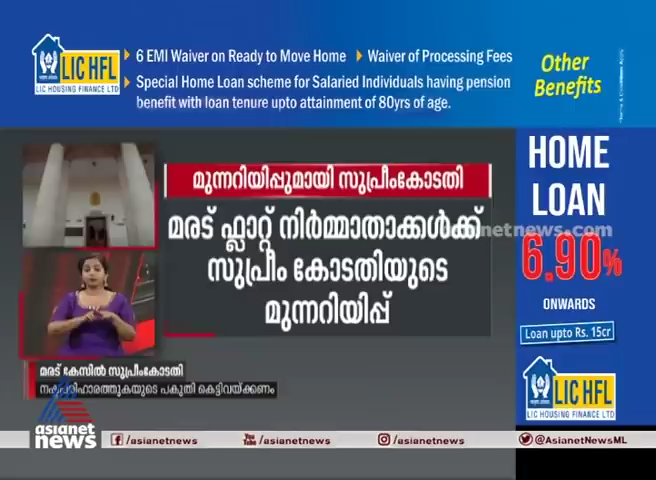 LIC HFL
LIC HOUSING FINANCE LTD
6 EMI Waiver on Ready to Move Home
Waiver of Processing Fees
Special Home Loan scheme for Salaried Individuals having pension
benefit with loan tenure upto attainment of 80yrs of age.
Other
Benefits
മുന്നറിയിപ്പുമായി സുപ്രീംകോടതി
മരട് ഫ്ലാറ്റ് നിർമ്മാതാക്കൾക്ക്
സുപ്രീം കോടതിയുടെ
മുന്നറിയിപ്പ്
asianetnews.com
HOME
LOAN
6.90%
ONWARDS
Loan upto Rs. 15cr
LIC HFL
LIC HOUSING FINANCE LTD
മരട് കേസിൽ സുപ്രീംകോടതി
നഷ്ടപരിഹാരത്തുകയുടെ പകുതി കെട്ടിവയ്ക്കണം
asianet
news
/asianetnews
You Tube /asianetnews
/asianetnews
@AsianetNewsML